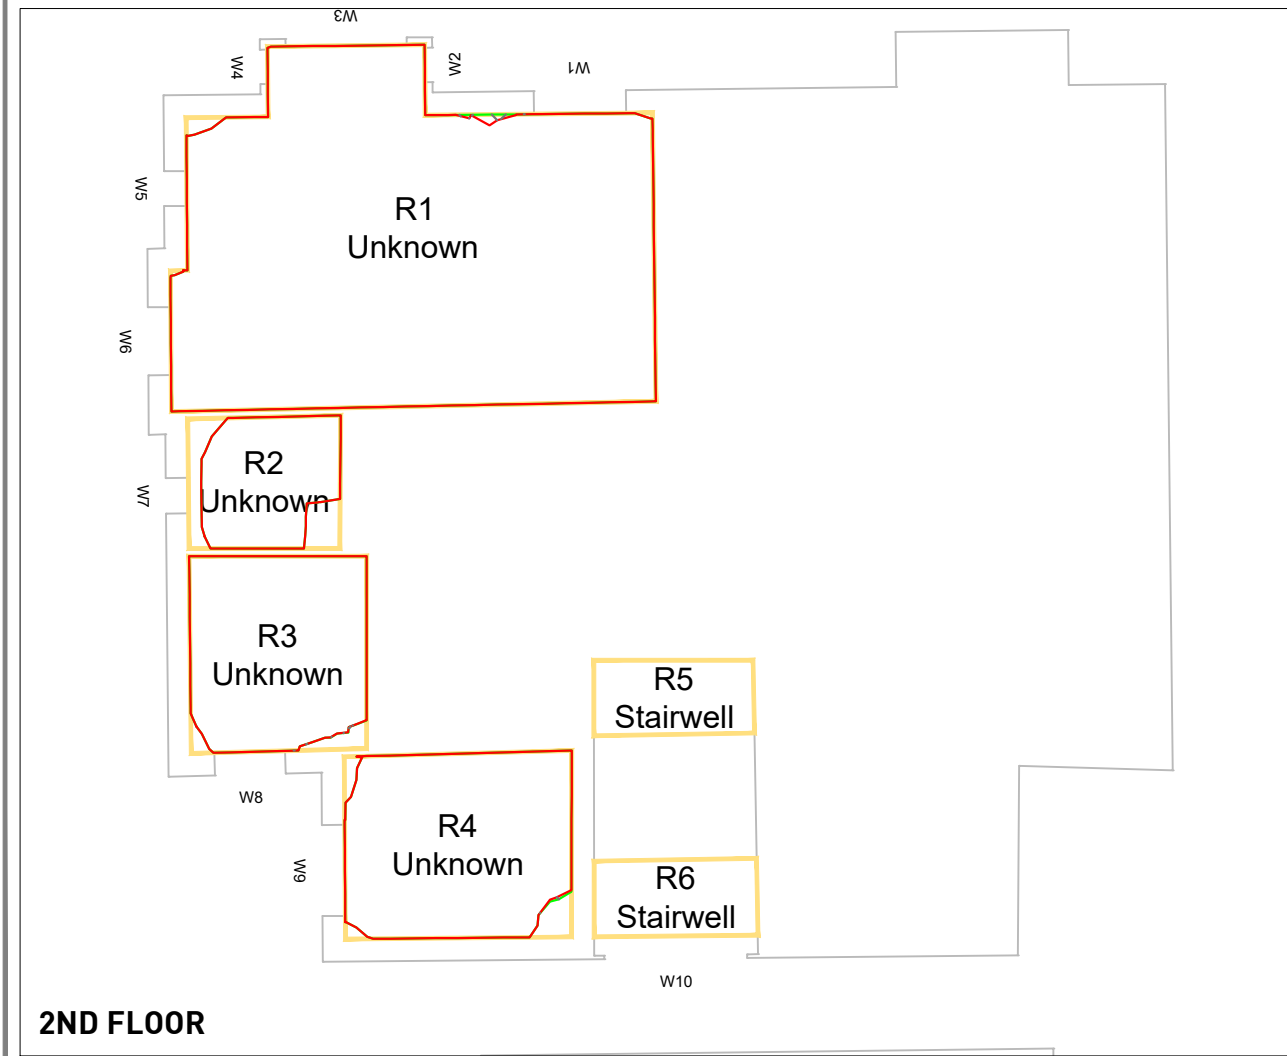 W3
W4
W2
W1
W5
R1
Unknown
W6
R2
Unknown
W7
R3
Unknown
R5
Stairwell
W8
R4
Unknown
W9
R6
Stairwell
W10
2ND FLOOR